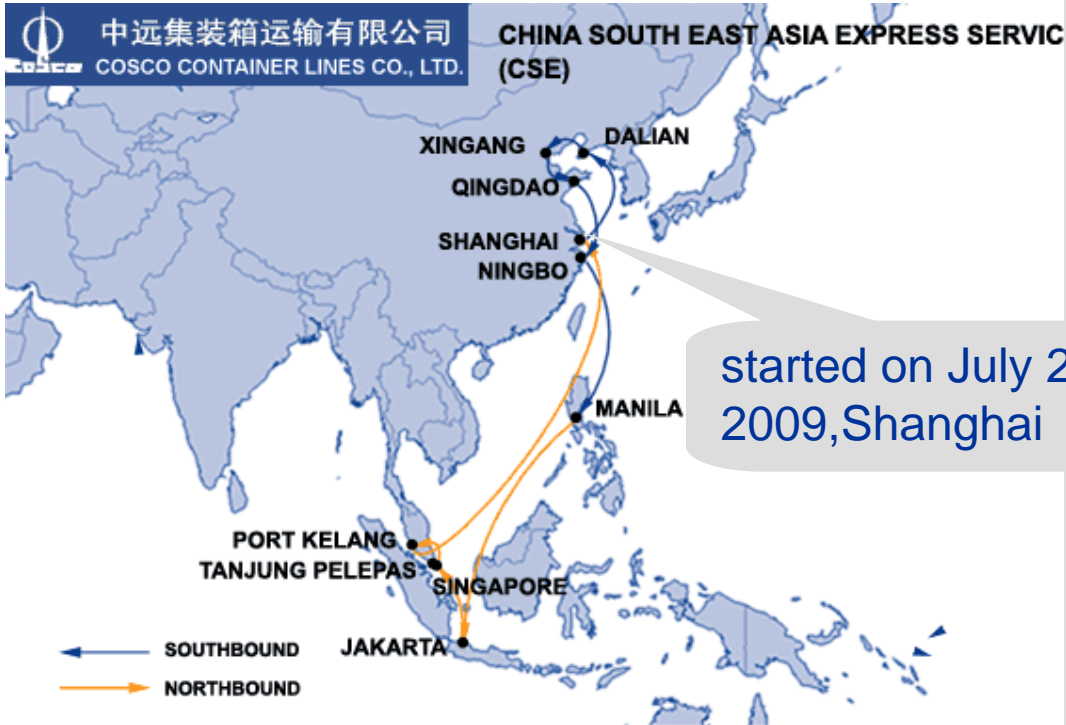 中远集装箱运输有限公司
COSCO CONTAINER LINES CO., LTD.
COSCO
CHINA SOUTH EAST ASIA EXPRESS SERVIC
(CSE)
XINGANG
DALIAN
QINGDAO
SHANGHAI
NINGBO
started on July 2
2009,Shanghai
MANILA
PORT KELANG
TANJUNG PELEPAS
SINGAPORE
JAKARTA
SOUTHBOUND
NORTHBOUND